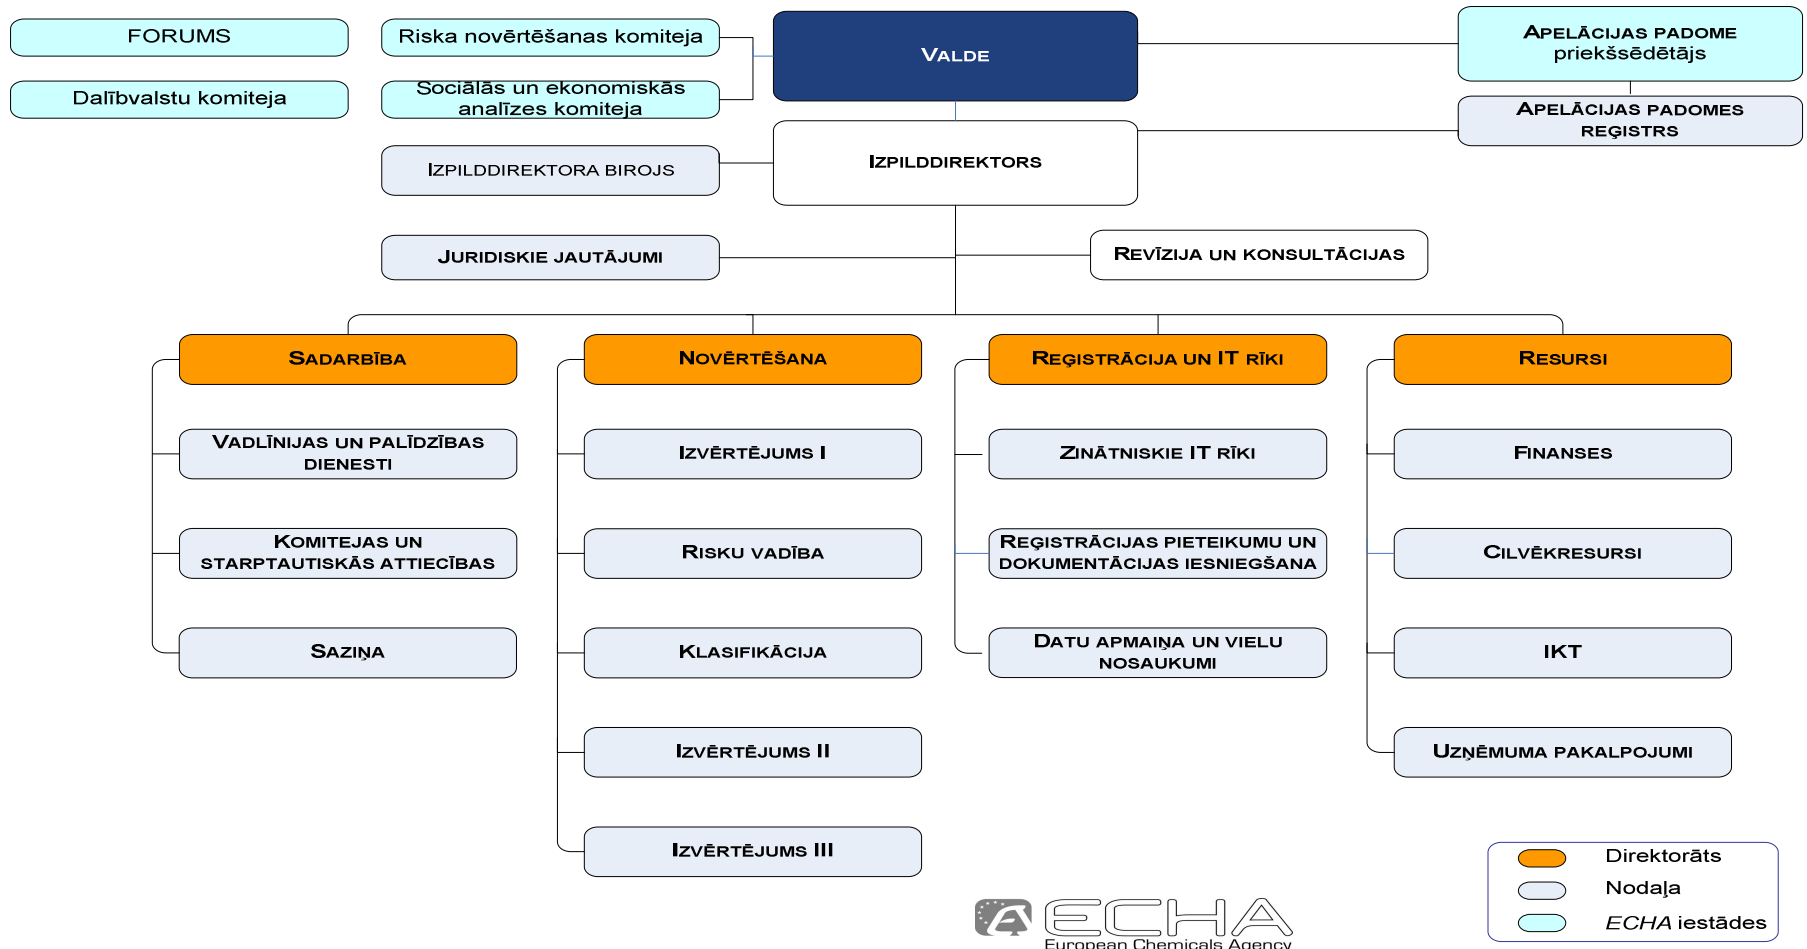 FORUMS
Dalībvalstu komiteja
Riska novērtēšanas komiteja
Sociālās un ekonomiskās
analīzes komiteja
VALDE
APELĀCIJAS PADOME
priekšsēdētājs
APELĀCIJAS PADOMES
REĢISTRS
IZPILDDIREKTORA BIROJS
IZPILDDIREKTORS
JURIDISKIE JAUTĀJUMI
REVĪZIJA UN KONSULTĀCIJAS
SADARBĪBA
VADLĪNIJAS UN PALĪDZĪBAS
DIENESTI
KOMITEJAS UN
STARPTAUTISKĀS ATTIECĪBAS
SAZIŅA
NOVĒRTĒŠANA
IZVĒRTĒJUMS I
RISKU VADĪBA
KLASIFIKĀCIJA
IZVĒRTĒJUMS II
IZVĒRTĒJUMS III
REĢISTRĀCIJA UN IT RĪKI
ZINĀTNISKIE IT RĪKI
REĢISTRĀCIJAS PIETEIKUMU UN
DOKUMENTĀCIJAS IESNIEGŠANA
DATU APMAIŅA UN VIELU
NOSAUKUMI
RESURSI
FINANSES
CILVĒKRESURSI
IKT
UZŅĒMUMA PAKALPOJUMI
Direktorāts
Nodaļa
ECHA iestādes
ECHA
European Chemicals Agency